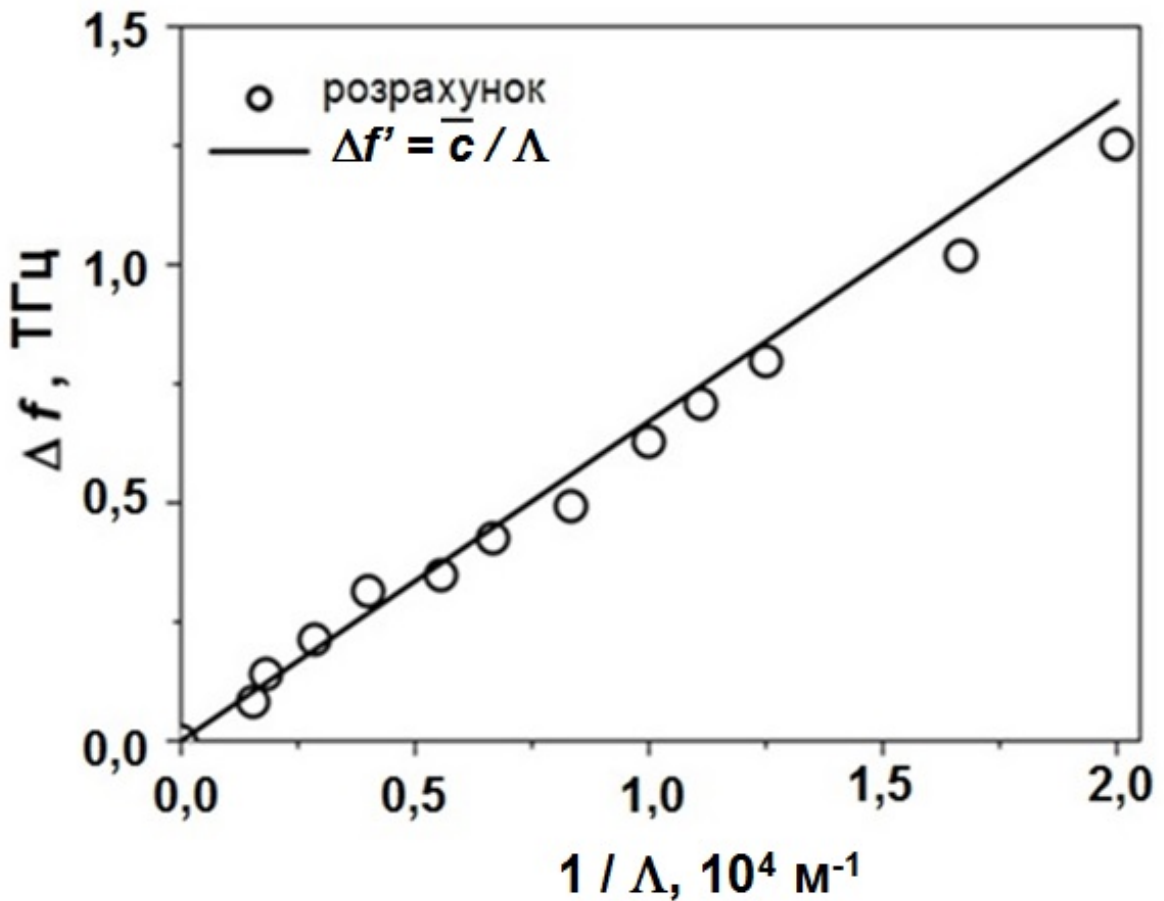 1,5
розрахунок
Δf’ = c̅ / Λ
1,0
Δ f , ТГц
0,5
0,0
0,0 0,5 1,0 1,5 2,0
1 / Λ, 10⁴ м⁻¹